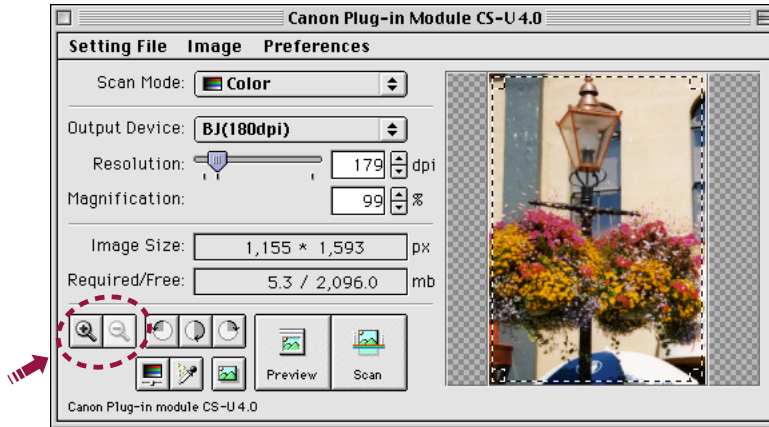 Canon Plug-in Module CS-U 4.0
Setting File Image Preferences
Scan Mode: Color
Output Device: BJ(180dpi)
Resolution: 179 dpi
Magnification: 99 %
Image Size: 1,155 * 1,593 px
Required/Free: 5.3 / 2,096.0 mb
Preview Scan
Canon Plug-in module CS-U 4.0